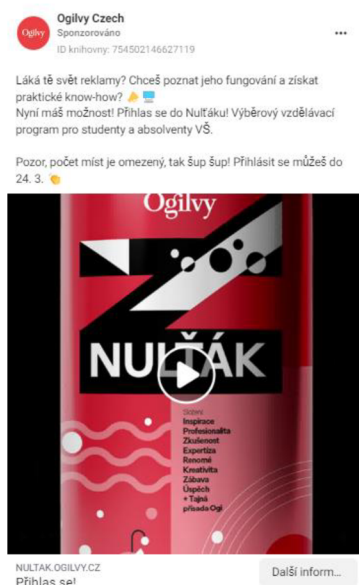 Ogilvy Czech
Ogilvy
Sponzorováno
ID knihovny: 754502146627119
Láká tě svět reklamy? Chceš poznat jeho fungování a získat
praktické know-how?
Nyní máš možnost! Přihlas se do Nulťáku! Výběrový vzdělávací
program pro studenty a absolventy VŠ.
Pozor, počet míst je omezený, tak šup šup! Přihlásit se můžeš do
24. 3.
Ogilvy
NULŤÁK
Složení:
Inspirace
Profesionalita
Zkušenost
Expertíza
Renomé
Kreativita
Zábava
Úspěch
+ Tajná
přísada Ogi
NULTAK.OGILVY.CZ
Přihlas se!
Další inform...